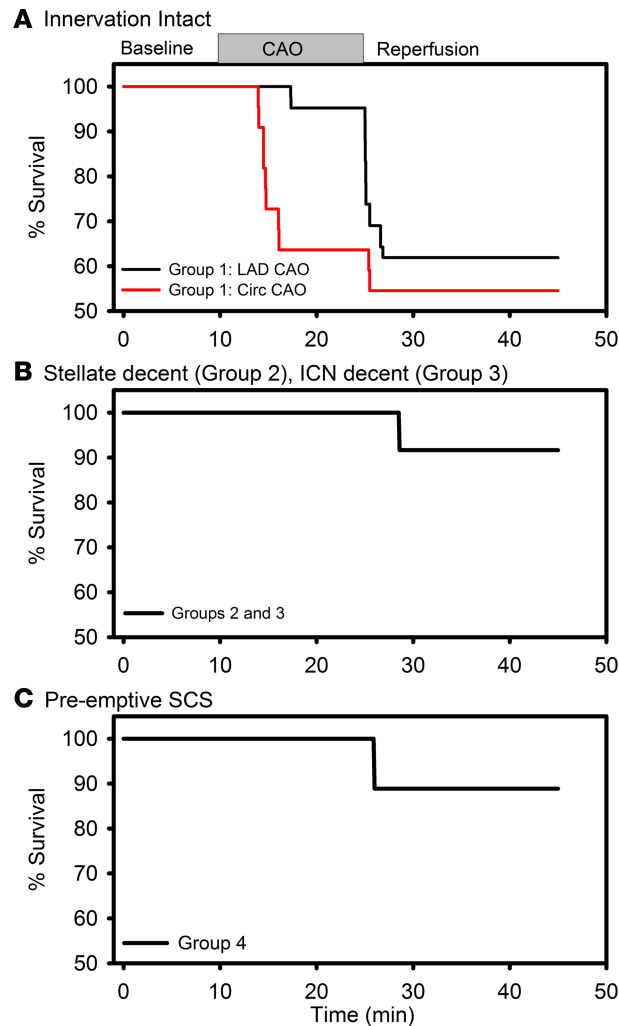 A Innervation Intact
Baseline CAO Reperfusion
100
90
80
70
60
50
% Survival
Group 1: LAD CAO
Group 1: Circ CAO
0 10 20 30 40 50
B Stellate decent (Group 2), ICN decent (Group 3)
100
90
80
70
60
50
% Survival
Groups 2 and 3
0 10 20 30 40 50
C Pre-emptive SCS
100
90
80
70
60
50
% Survival
Group 4
0 10 20 30 40 50
Time (min)